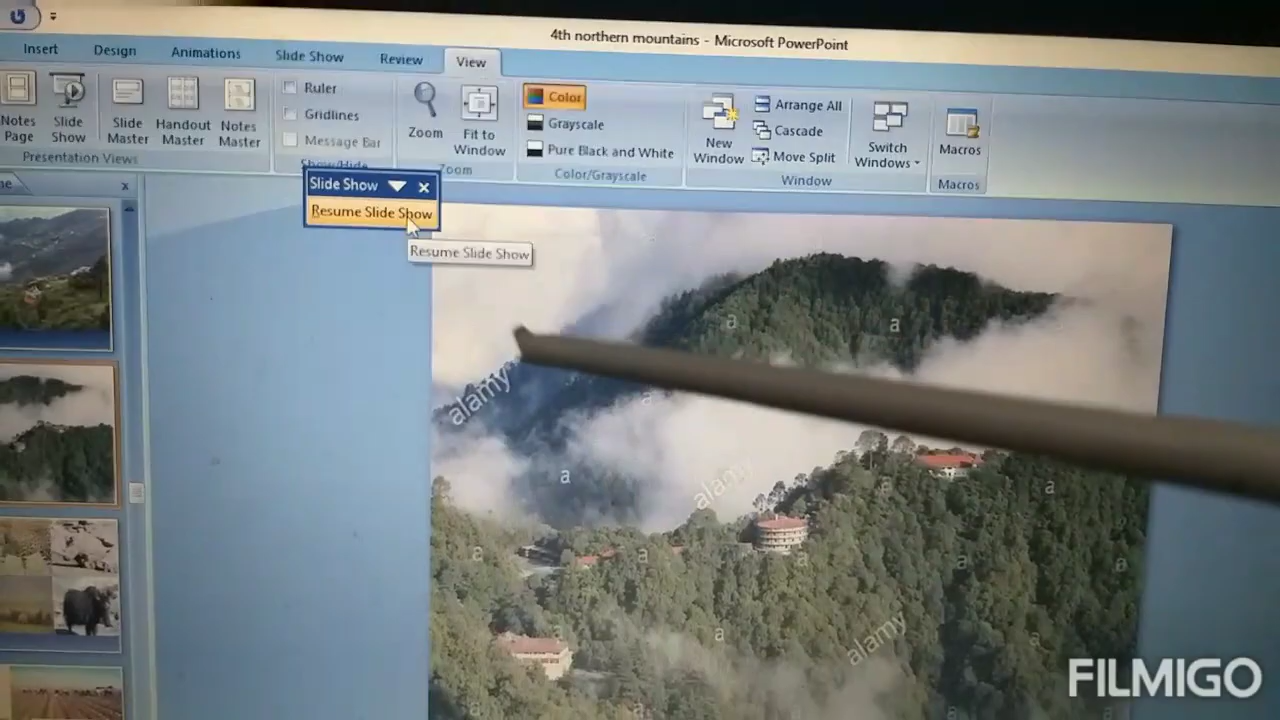 4th northern mountains - Microsoft PowerPoint
Insert Design Animations Slide Show Review View
Notes Page
Slide Show
Slide Master
Handout Master
Notes Master
Presentation Views
Ruler
Gridlines
Message Bar
Show/Hide
Zoom
Fit to Window
Zoom
Color
Grayscale
Pure Black and White
Color/Grayscale
New Window
Arrange All
Cascade
Move Split
Switch Windows
Window
Macros
Macros
Slide Show
Resume Slide Show
Resume Slide Show
a a
alamy a
a alamy a a
a a a a a
a a alamy a
a a a
FILMIGO